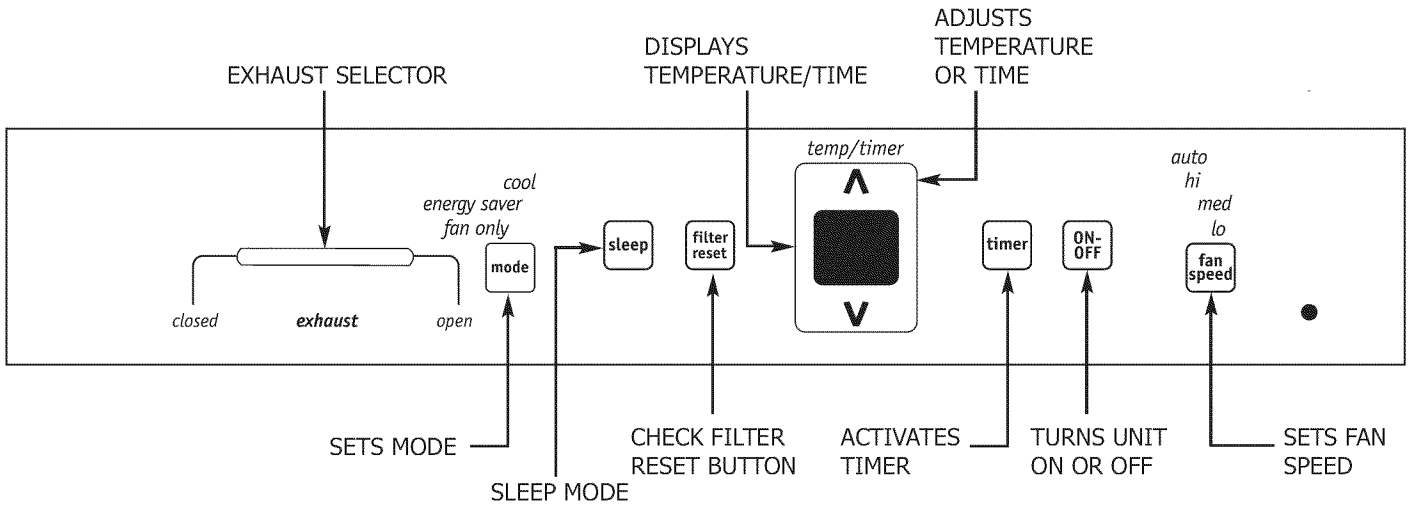 EXHAUST SELECTOR
DISPLAYS
TEMPERATURE/TIME
ADJUSTS
TEMPERATURE
OR TIME
temp/timer
cool
energy saver
fan only
mode
sleep
filter
reset
timer
ON-
OFF
auto
hi
med
lo
fan
speed
closed
exhaust
open
SETS MODE
SLEEP MODE
CHECK FILTER
RESET BUTTON
ACTIVATES
TIMER
TURNS UNIT
ON OR OFF
SETS FAN
SPEED